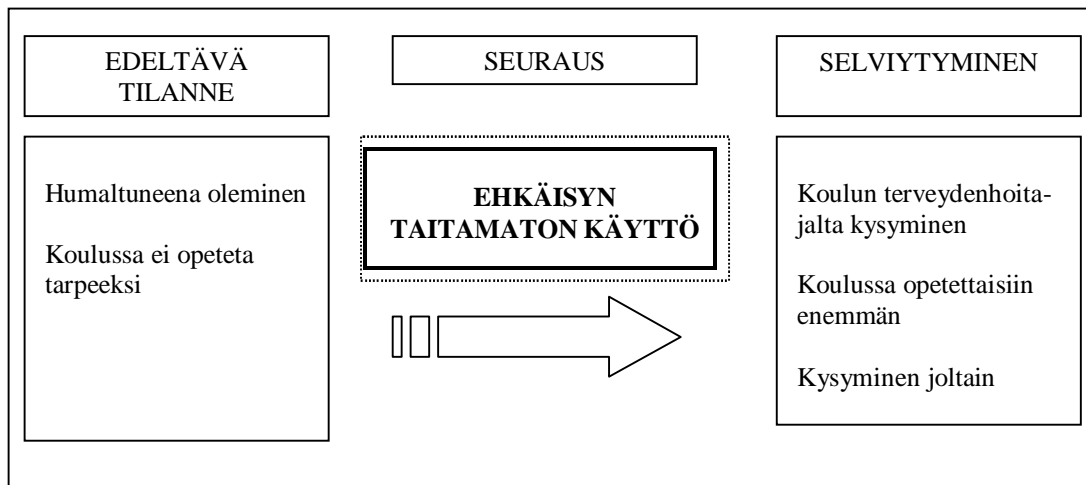 EDELTÄVÄ
TILANNE
SEURAUS
SELVIYTYMINEN
Humaltuneena oleminen
Koulussa ei opeteta
tarpeeksi
EHKÄISYN
TAITAMATON KÄYTTÖ
Koulun terveydenhoita-
jalta kysyminen
Koulussa opetettaisiin
enemmän
Kysyminen joltain